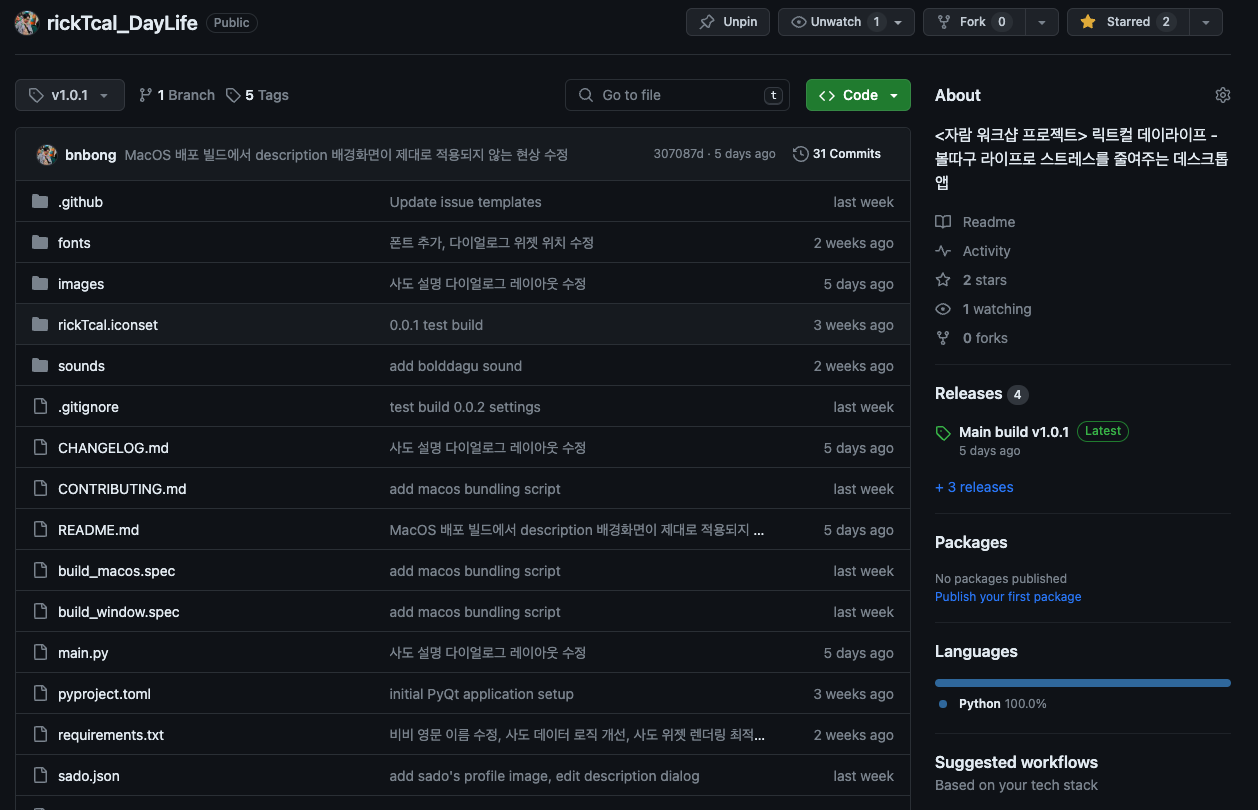 rickTcal_DayLife Public Unpin Unwatch 1 Fork 0 Starred 2
v1.0.1 1 Branch 5 Tags Go to file t Code
bnbong MacOS 배포 빌드에서 description 배경화면이 제대로 적용되지 않는 현상 수정 307087d · 5 days ago 31 Commits
.github Update issue templates last week
fonts 폰트 추가, 다이얼로그 위젯 위치 수정 2 weeks ago
images 사도 설명 다이얼로그 레이아웃 수정 5 days ago
rickTcal.iconset 0.0.1 test build 3 weeks ago
sounds add bolddagu sound 2 weeks ago
.gitignore test build 0.0.2 settings last week
CHANGELOG.md 사도 설명 다이얼로그 레이아웃 수정 5 days ago
CONTRIBUTING.md add macos bundling script last week
README.md MacOS 배포 빌드에서 description 배경화면이 제대로 적용되지 ... 5 days ago
build_macos.spec add macos bundling script last week
build_window.spec add macos bundling script last week
main.py 사도 설명 다이얼로그 레이아웃 수정 5 days ago
pyproject.toml initial PyQt application setup 3 weeks ago
requirements.txt 비비 영문 이름 수정, 사도 데이터 로직 개선, 사도 위젯 렌더링 최적... 2 weeks ago
sado.json add sado's profile image, edit description dialog last week
About
<자람 워크샵 프로젝트> 릭트컬 데이라이프 -
볼따구 라이프로 스트레스를 줄여주는 데스크톱
앱
Readme
Activity
2 stars
1 watching
0 forks
Releases 4
Main build v1.0.1 Latest
5 days ago
+ 3 releases
Packages
No packages published
Publish your first package
Languages
Python 100.0%
Suggested workflows
Based on your tech stack